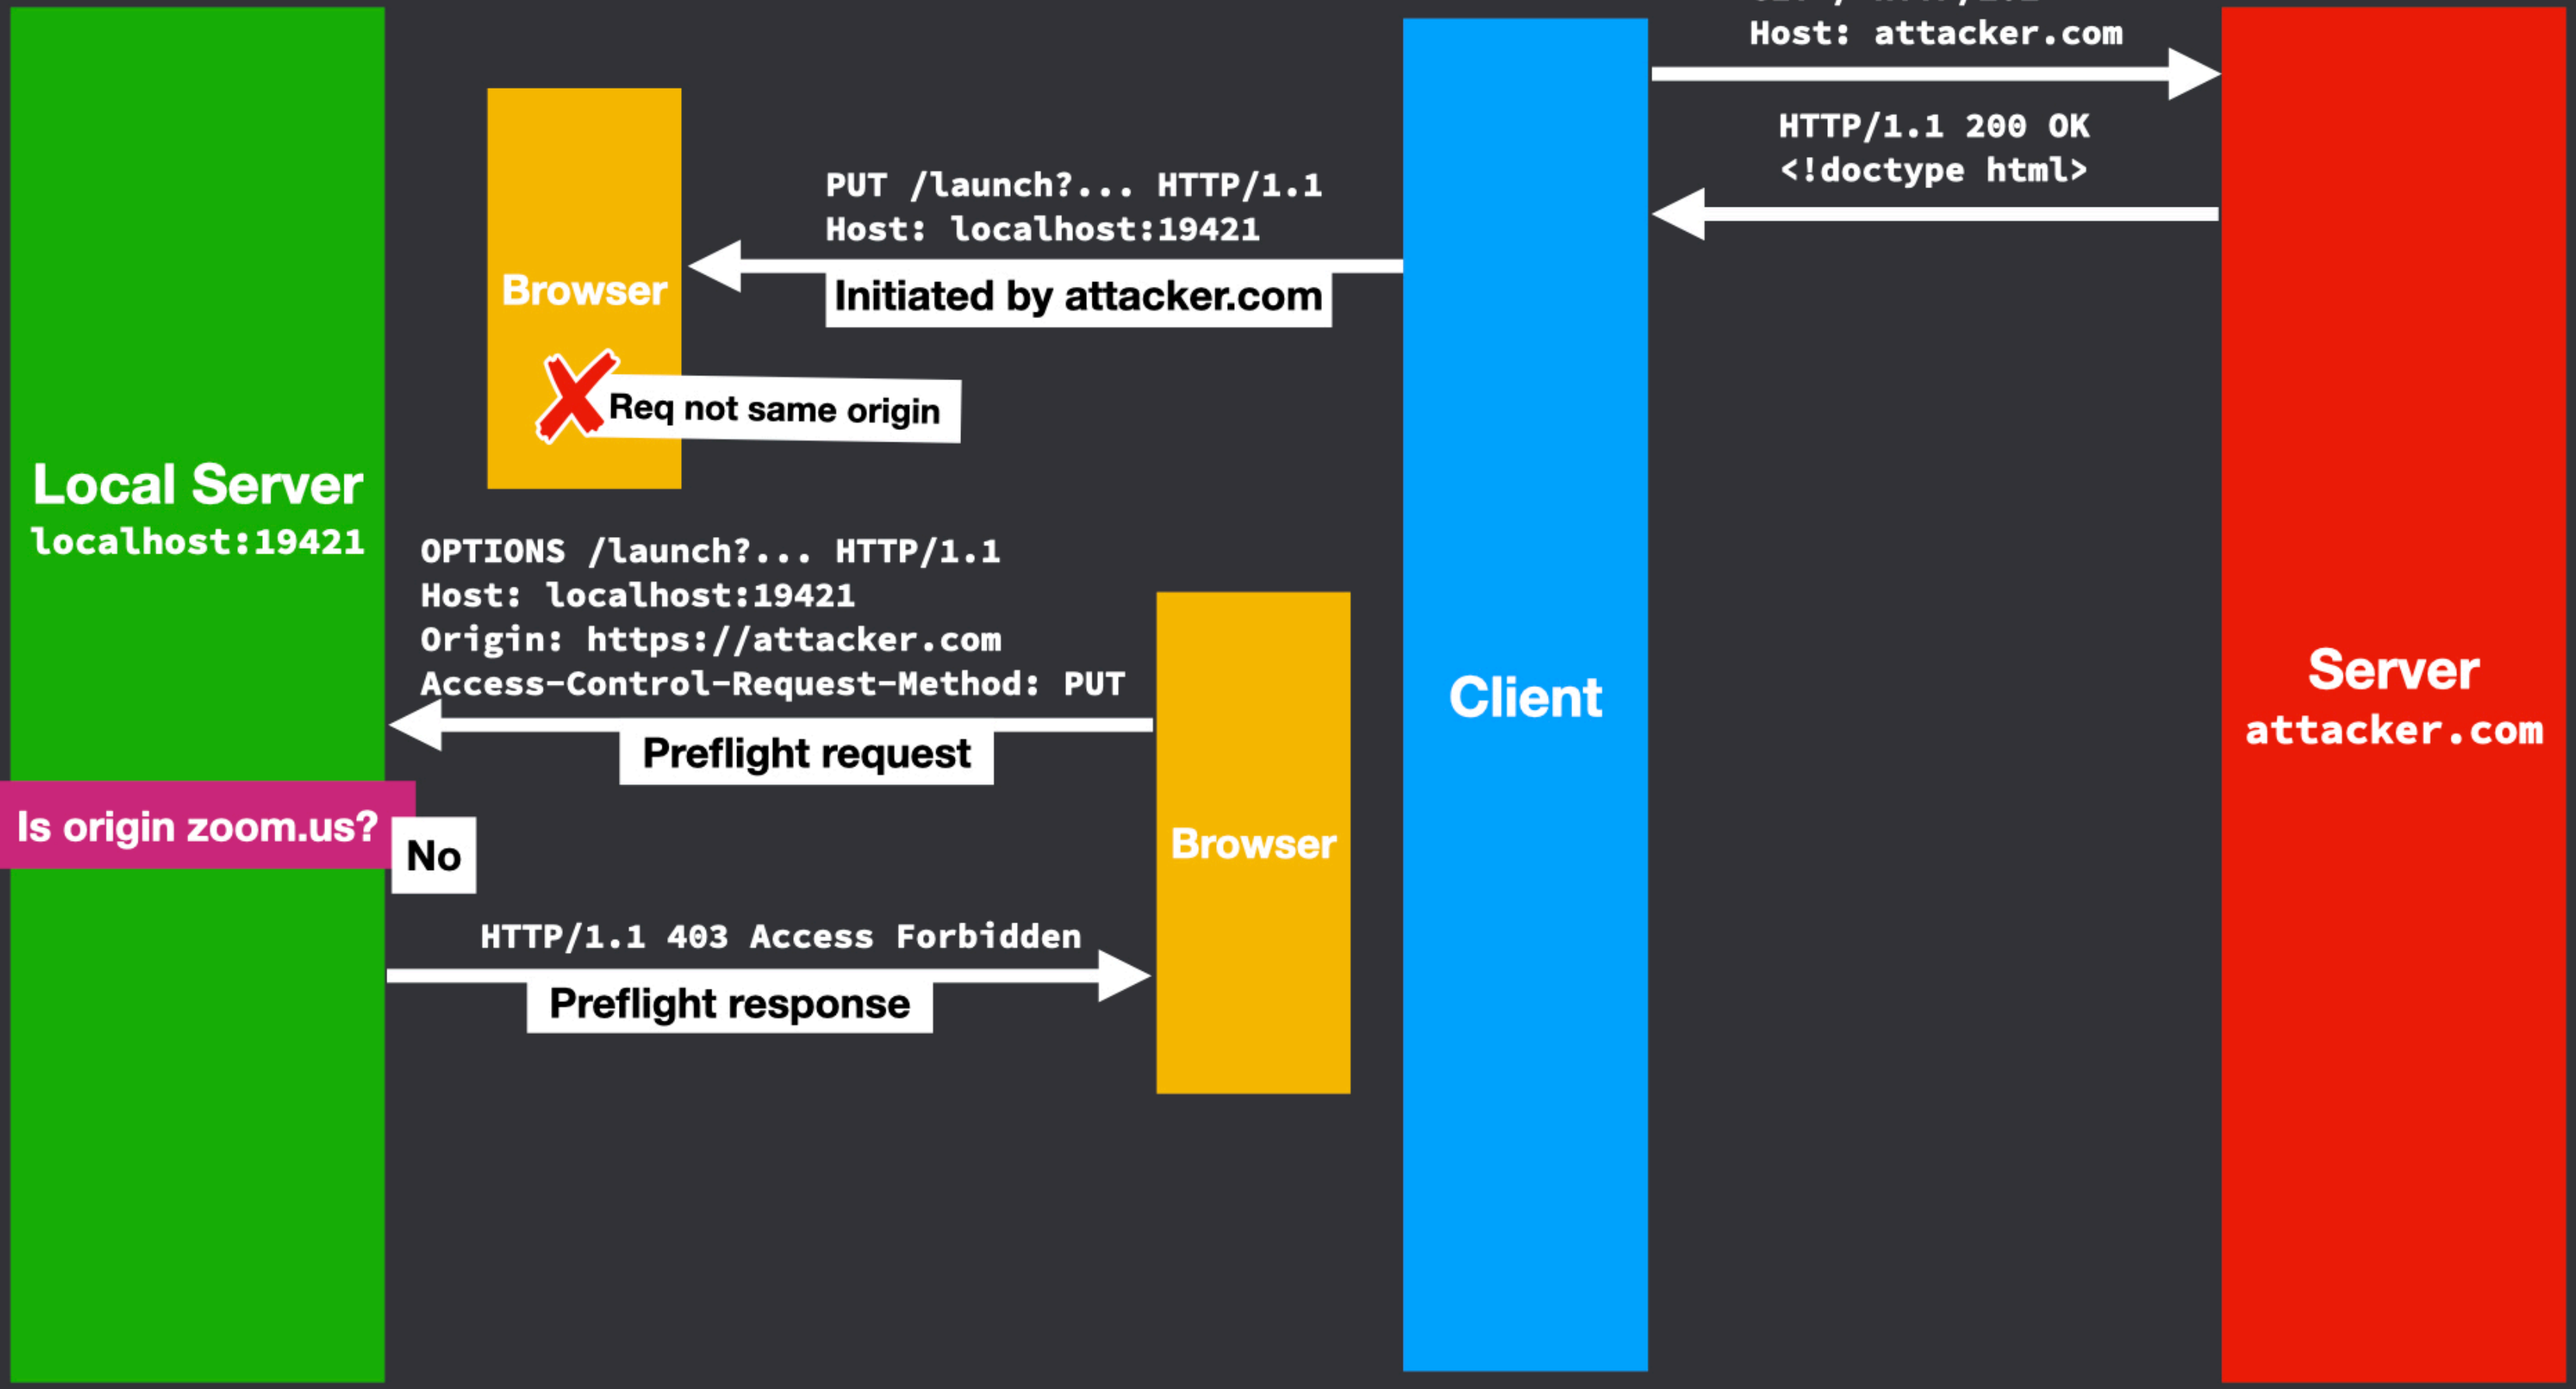 Host: attacker.com
HTTP/1.1 200 OK
<!doctype html>
PUT /launch?... HTTP/1.1
Host: localhost:19421
Initiated by attacker.com
Browser
Req not same origin
Local Server
localhost:19421
OPTIONS /launch?... HTTP/1.1
Host: localhost:19421
Origin: https://attacker.com
Access-Control-Request-Method: PUT
Preflight request
Client
Server
attacker.com
Is origin zoom.us?
No
Browser
HTTP/1.1 403 Access Forbidden
Preflight response